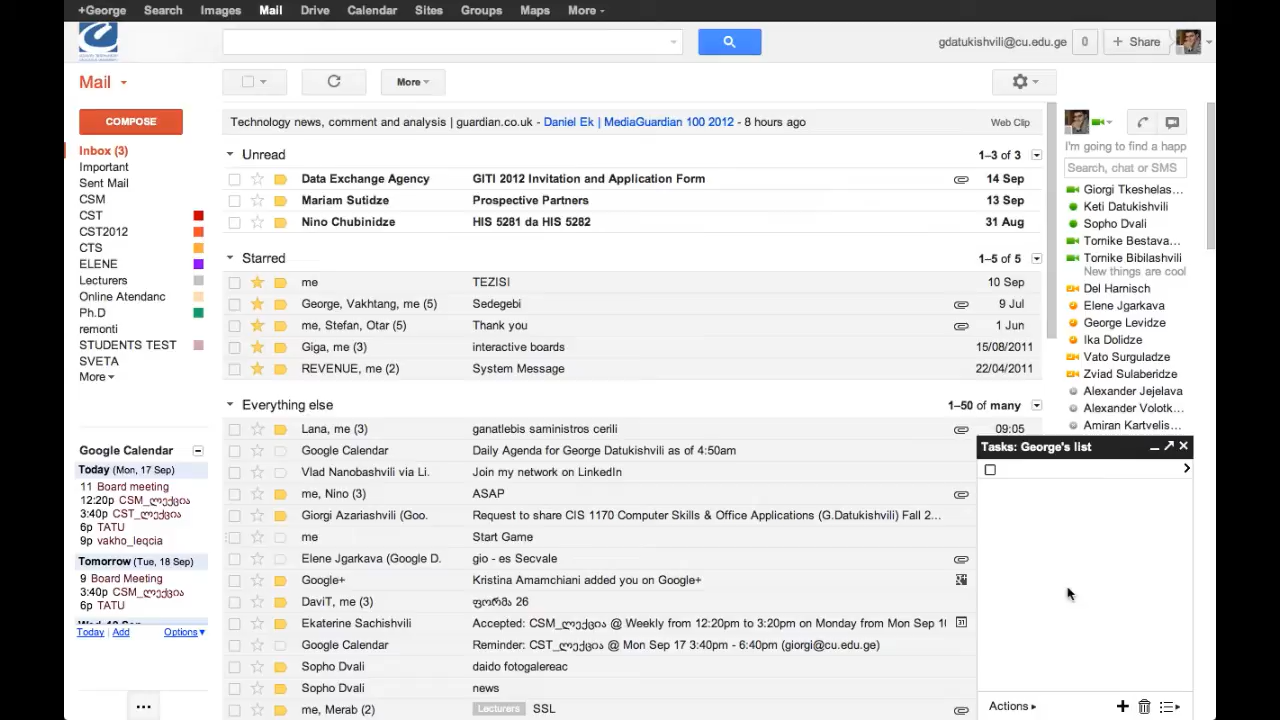 +George Search Images Mail Drive Calendar Sites Groups Maps More
gdatukishvili@cu.edu.ge 0 + Share
Mail
More
COMPOSE
Inbox (3)
Important
Sent Mail
CSM
CST
CST2012
CTS
ELENE
Lecturers
Online Atendanc
Ph.D
remonti
STUDENTS TEST
SVETA
More
Google Calendar
Today (Mon, 17 Sep)
11 Board meeting
12:20p CSM_ლექცია
3:40p CST_ლექცია
6p TATU
9p vakho_leqcia
Tomorrow (Tue, 18 Sep)
9 Board Meeting
3:40p CSM_ლექცია
6p TATU
Today | Add Options▾
Technology news, comment and analysis | guardian.co.uk - Daniel Ek | MediaGuardian 100 2012 - 8 hours ago Web Clip
Unread 1–3 of 3
Data Exchange Agency GITI 2012 Invitation and Application Form 14 Sep
Mariam Sutidze Prospective Partners 13 Sep
Nino Chubinidze HIS 5281 da HIS 5282 31 Aug
Starred 1–5 of 5
me TEZISI 10 Sep
George, Vakhtang, me (5) Sedegebi 9 Jul
me, Stefan, Otar (5) Thank you 1 Jun
Giga, me (3) interactive boards 15/08/2011
REVENUE, me (2) System Message 22/04/2011
Everything else 1–50 of many
Lana, me (3) ganatlebis saministros cerili 09:05
Google Calendar Daily Agenda for George Datukishvili as of 4:50am
Vlad Nanobashvili via Li. Join my network on LinkedIn
me, Nino (3) ASAP
Giorgi Azariashvili (Goo. Request to share CIS 1170 Computer Skills & Office Applications (G.Datukishvili) Fall 2...
me Start Game
Elene Jgarkava (Google D. gio - es Secvale
Google+ Kristina Amamchiani added you on Google+
DaviT, me (3) ფორმა 26
Ekaterine Sachishvili Accepted: CSM_ლექცია @ Weekly from 12:20pm to 3:20pm on Monday from Mon Sep 10
Google Calendar Reminder: CST_ლექცია @ Mon Sep 17 3:40pm - 6:40pm (giorgi@cu.edu.ge)
Sopho Dvali daido fotogalereac
Sopho Dvali news
me, Merab (2) Lecturers SSL
I'm going to find a happ
Search, chat or SMS
Giorgi Tkeshelas...
Keti Datukishvili
Sopho Dvali
Tornike Bestava...
Tornike Bibilashvili
New things are cool
Del Harnisch
Elene Jgarkava
George Levidze
Ika Dolidze
Vato Surguladze
Zviad Sulaberidze
Alexander Jejelava
Alexander Volotk...
Amiran Kartvelis...
Tasks: George's list
Actions ▸